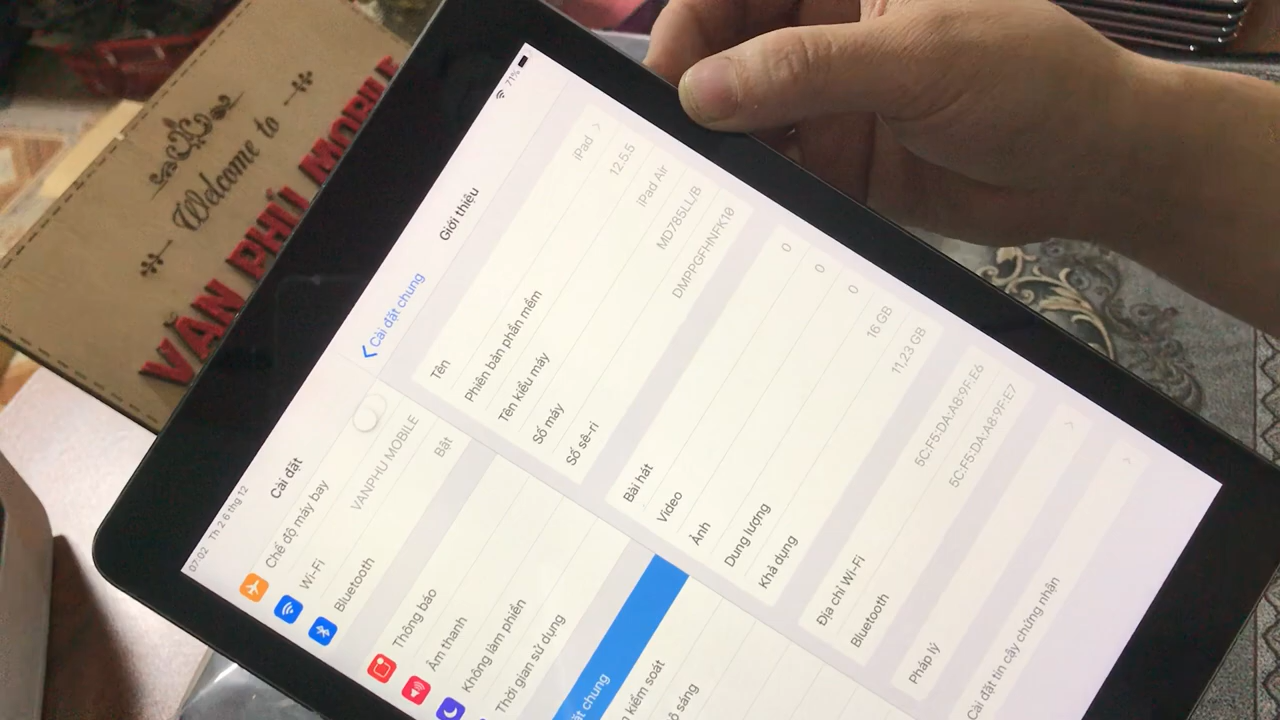 Welcome to
VĂN PHÚ MOBILE
07:02 Th 2 6 thg 12
71%
Cài đặt
Chế độ máy bay
Wi-Fi VANPHU MOBILE
Bluetooth Bật
Thông báo
Âm thanh
Không làm phiền
Thời gian sử dụng
đặt chung
n kiểm soát
ộ sáng
Cài đặt chung
Giới thiệu
Tên iPad
Phiên bản phần mềm 12.5.5
Tên kiểu máy iPad Air
Số máy MD785LL/B
Số sê-ri DMPPGFHNFK10
Bài hát 0
Video 0
Ảnh 0
Dung lượng 16 GB
Khả dụng 11,23 GB
Địa chỉ Wi-Fi 5C:F5:DA:A8:9F:E6
Bluetooth 5C:F5:DA:A8:9F:E7
Pháp lý
Cài đặt tin cậy chứng nhận